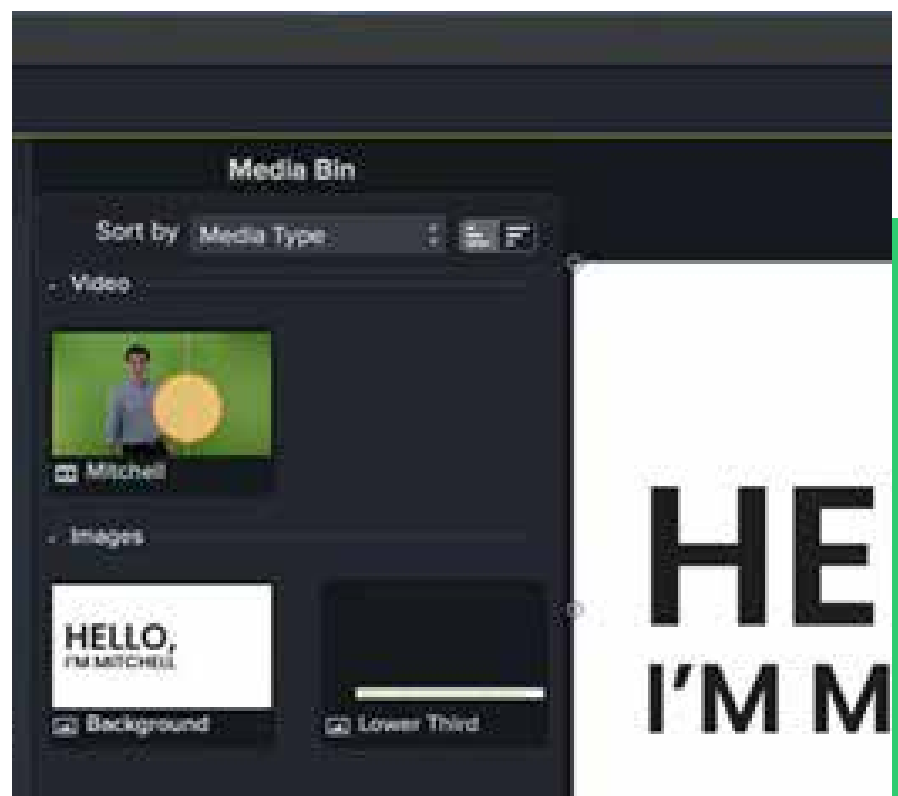 Media Bin
Sort by Media Type
Video
Mitchell
Images
HELLO,
I'M MITCHELL
Background
Lower Third
HE
I'M M